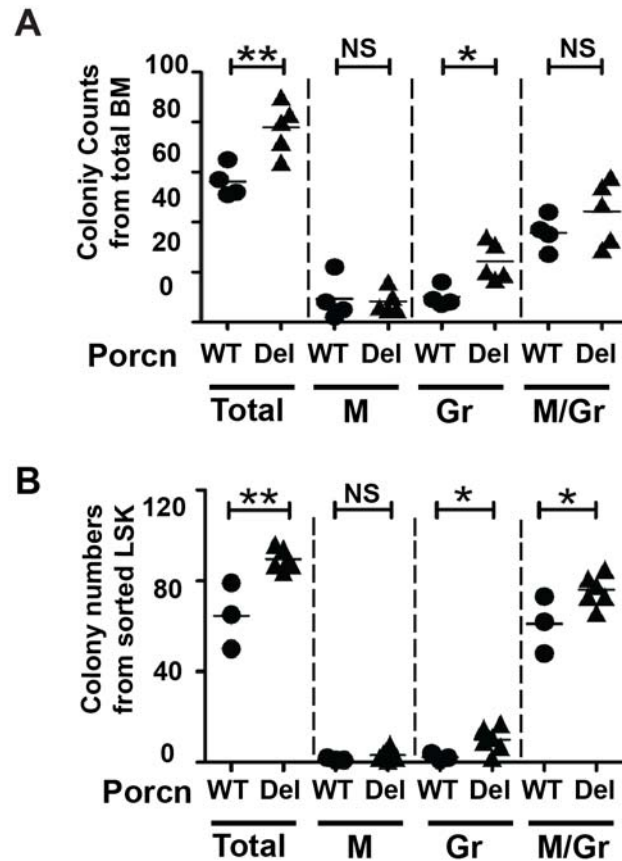 A
Coloniy Counts
from total BM
100
80
60
40
20
0
** NS * NS
Porcn WT Del WT Del WT Del WT Del
Total M Gr M/Gr
B
Colony numbers
from sorted LSK
120
80
40
0
** NS * *
Porcn WT Del WT Del WT Del WT Del
Total M Gr M/Gr